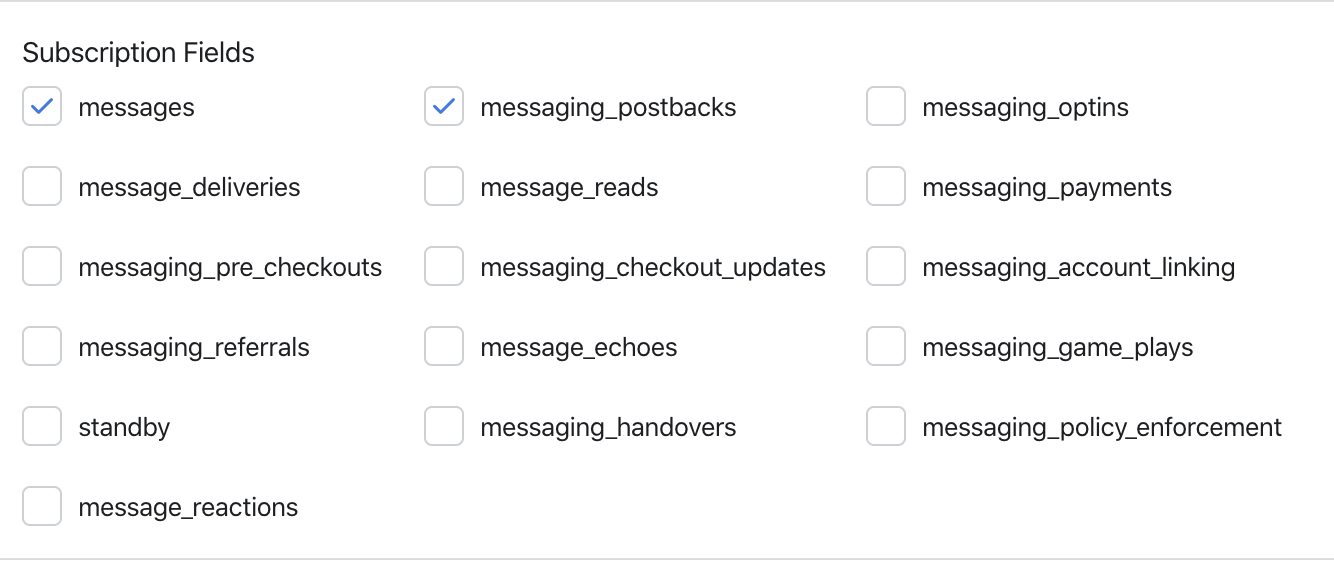 Subscription Fields
messages messaging_postbacks messaging_optins
message_deliveries message_reads messaging_payments
messaging_pre_checkouts messaging_checkout_updates messaging_account_linking
messaging_referrals message_echoes messaging_game_plays
standby messaging_handovers messaging_policy_enforcement
message_reactions